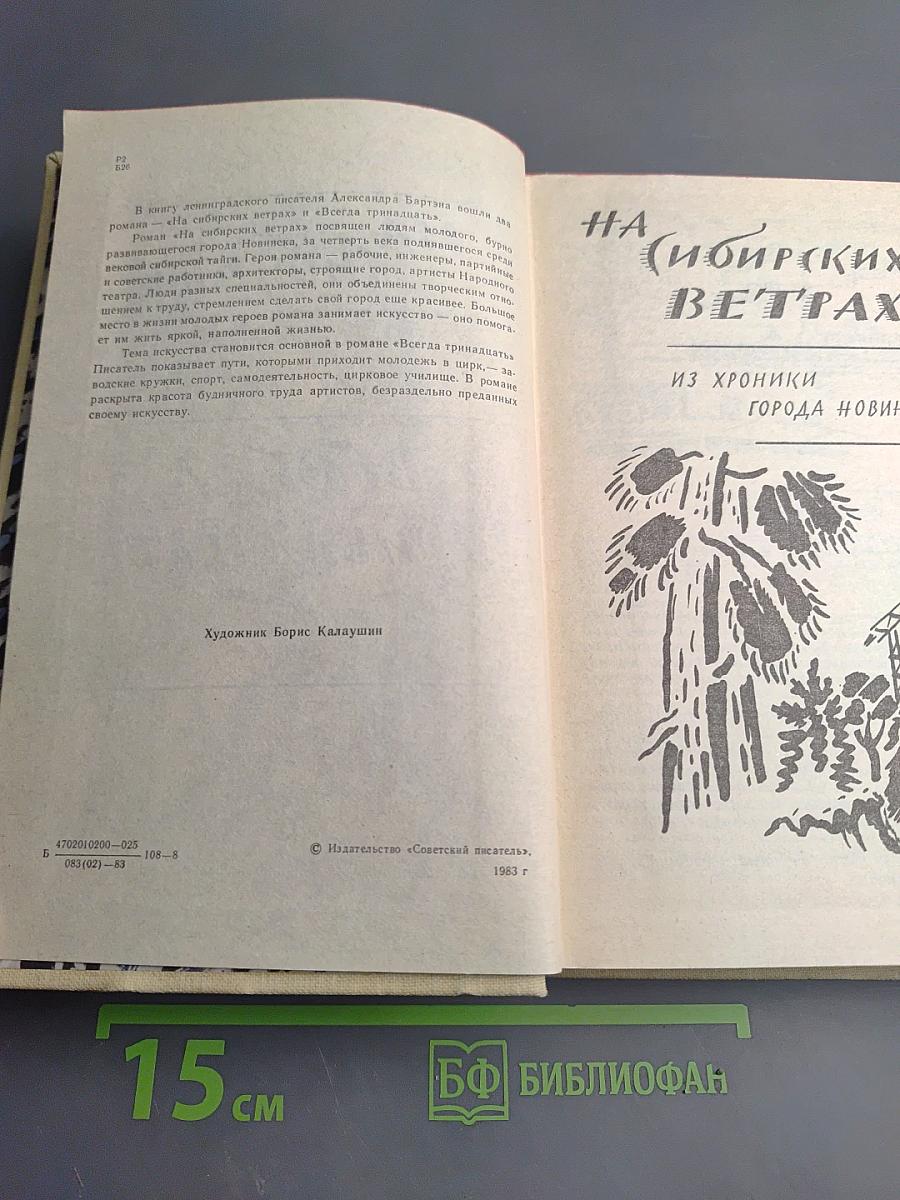 Р2
Б26
В книгу ленинградского писателя Александра Бартэна вошли два
романа — «На сибирских ветрах» и «Всегда тринадцать».
Роман «На сибирских ветрах» посвящен людям молодого, бурно
развивающегося города Новинска, за четверть века поднявшегося среди
вековой сибирской тайги. Герои романа — рабочие, инженеры, партийные
и советские работники, архитекторы, строящие город, артисты Народного
театра. Люди разных специальностей, они объединены творческим отно-
шением к труду, стремлением сделать свой город еще красивее. Большое
место в жизни молодых героев романа занимает искусство — оно помога-
ет им жить яркой, наполненной жизнью.
Тема искусства становится основной в романе «Всегда тринадцать»
Писатель показывает пути, которыми приходит молодежь в цирк,— за-
водские кружки, спорт, самодеятельность, цирковое училище. В романе
раскрыта красота будничного труда артистов, безраздельно преданных
своему искусству.
Художник Борис Калаушин
Б 4702010200—025
083(02)—83 108—8
© Издательство «Советский писатель»,
1983 г
НА
СИБИРСКИХ
ВЕТРАХ
ИЗ ХРОНИКИ
ГОРОДА НОВИН
15 см
БФ БИБЛИОФАН